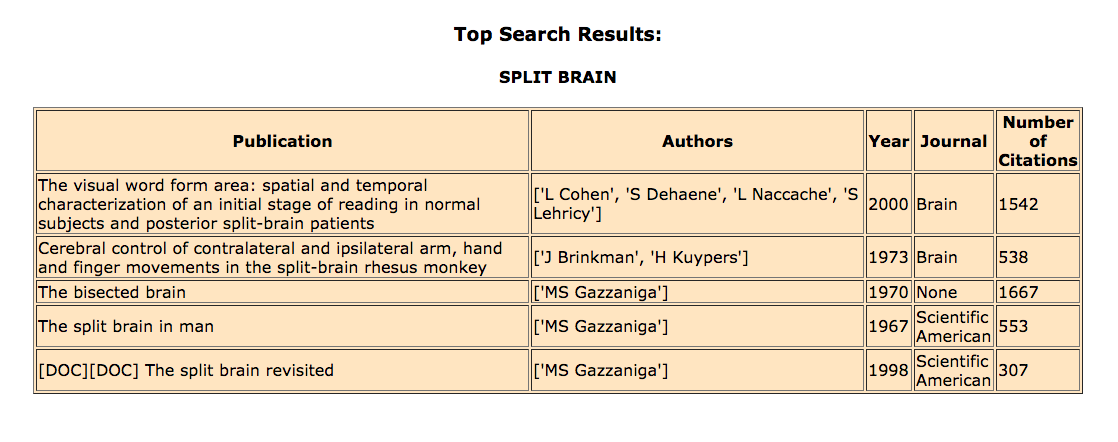 Top Search Results:
SPLIT BRAIN
Publication Authors Year Journal Number of Citations
The visual word form area: spatial and temporal
characterization of an initial stage of reading in normal
subjects and posterior split-brain patients
['L Cohen', 'S Dehaene', 'L Naccache', 'S
Lehricy']
2000 Brain 1542
Cerebral control of contralateral and ipsilateral arm, hand
and finger movements in the split-brain rhesus monkey
['J Brinkman', 'H Kuypers'] 1973 Brain 538
The bisected brain ['MS Gazzaniga'] 1970 None 1667
The split brain in man ['MS Gazzaniga'] 1967 Scientific American 553
[DOC][DOC] The split brain revisited ['MS Gazzaniga'] 1998 Scientific American 307